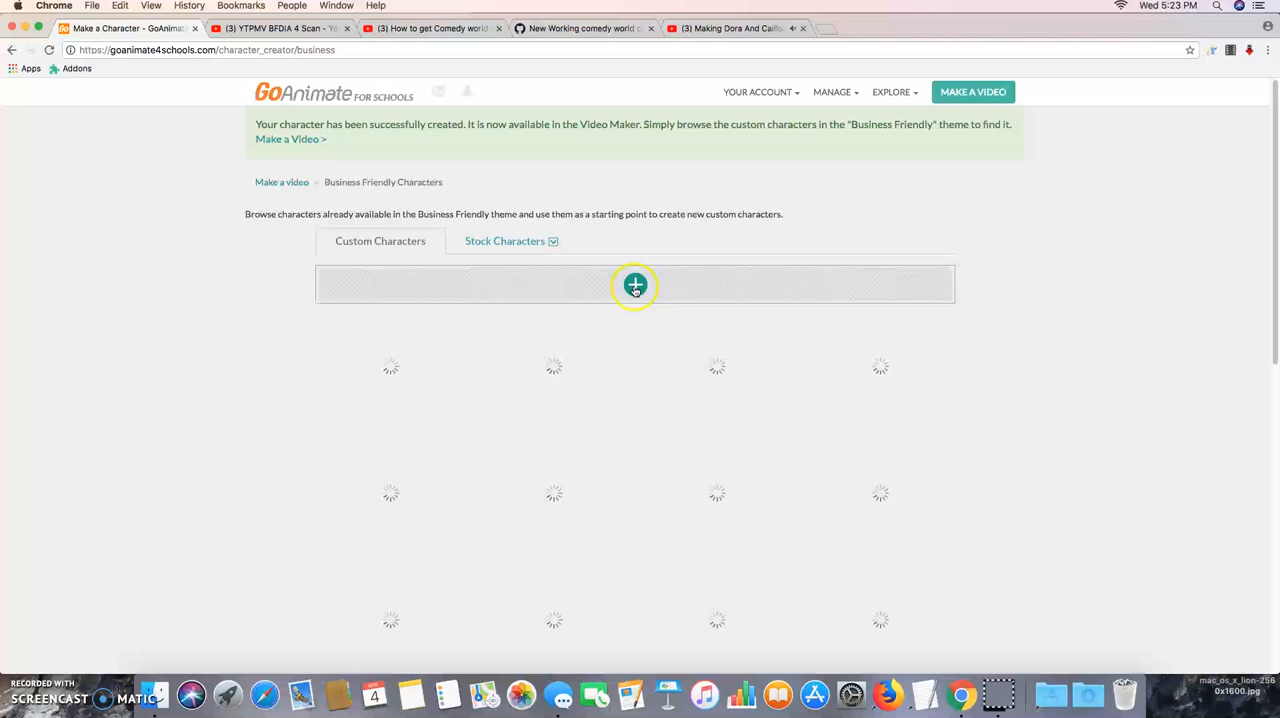 Chrome File Edit View History Bookmarks People Window Help Wed 5:23 PM
Make a Character - GoAnimat (3) YTPMV BFDIA 4 Scan - Yo (3) How to get Comedy world New Working comedy world c (3) Making Dora And Cailo
https://goanimate4schools.com/character_creator/business
Apps Addons
GoAnimate FOR SCHOOLS YOUR ACCOUNT MANAGE EXPLORE MAKE A VIDEO
Your character has been successfully created. It is now available in the Video Maker. Simply browse the custom characters in the "Business Friendly" theme to find it.
Make a Video >
Make a video » Business Friendly Characters
Browse characters already available in the Business Friendly theme and use them as a starting point to create new custom characters.
Custom Characters Stock Characters
RECORDED WITH
SCREENCAST MATIC
APR
4
mac_os_x_lion-256
0x1600.jpg